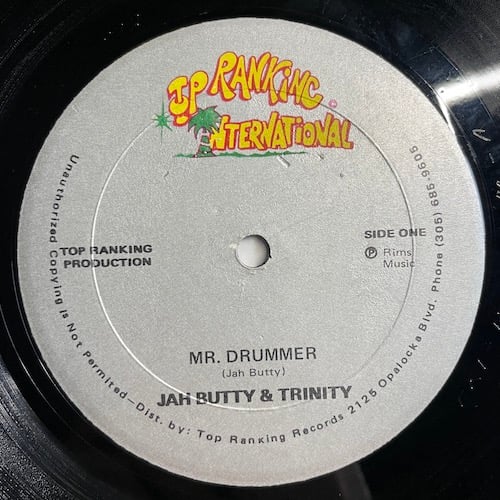 TOP RANKING
INTERNATIONAL
SIDE ONE
℗ Rims
Music
TOP RANKING
PRODUCTION
MR. DRUMMER
(Jah Butty)
JAH BUTTY & TRINITY
Unauthorized Copying is Not Permited-Dist. by: Top Ranking Records 2125 Opalocka Blvd. Phone (305) 685-9605